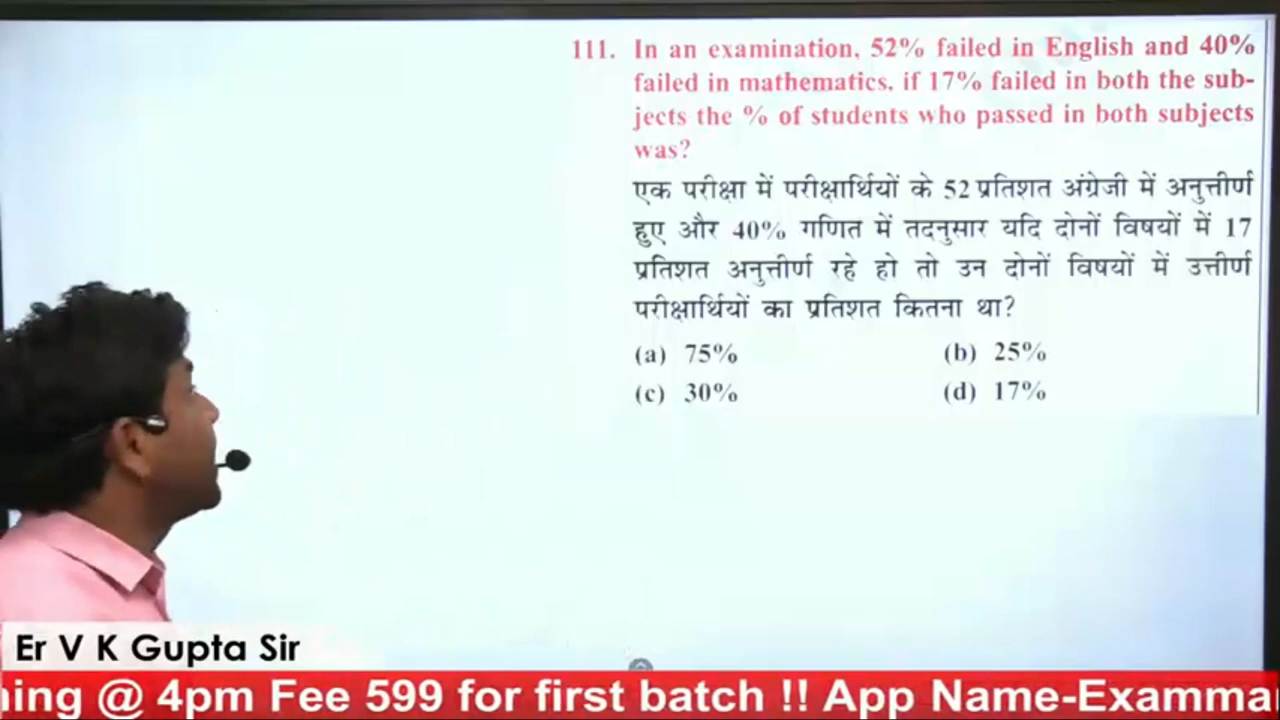 111. In an examination, 52% failed in English and 40%
failed in mathematics. if 17% failed in both the sub-
jects the % of students who passed in both subjects
was?
एक परीक्षा में परीक्षार्थियों के 52 प्रतिशत अंग्रेजी में अनुत्तीर्ण
हुए और 40% गणित में तदनुसार यदि दोनों विषयों में 17
प्रतिशत अनुत्तीर्ण रहे हो तो उन दोनों विषयों में उत्तीर्ण
परीक्षार्थियों का प्रतिशत कितना था?
(a) 75% (b) 25%
(c) 30% (d) 17%
Er V K Gupta Sir
ning @ 4pm Fee 599 for first batch !! App Name-Examma